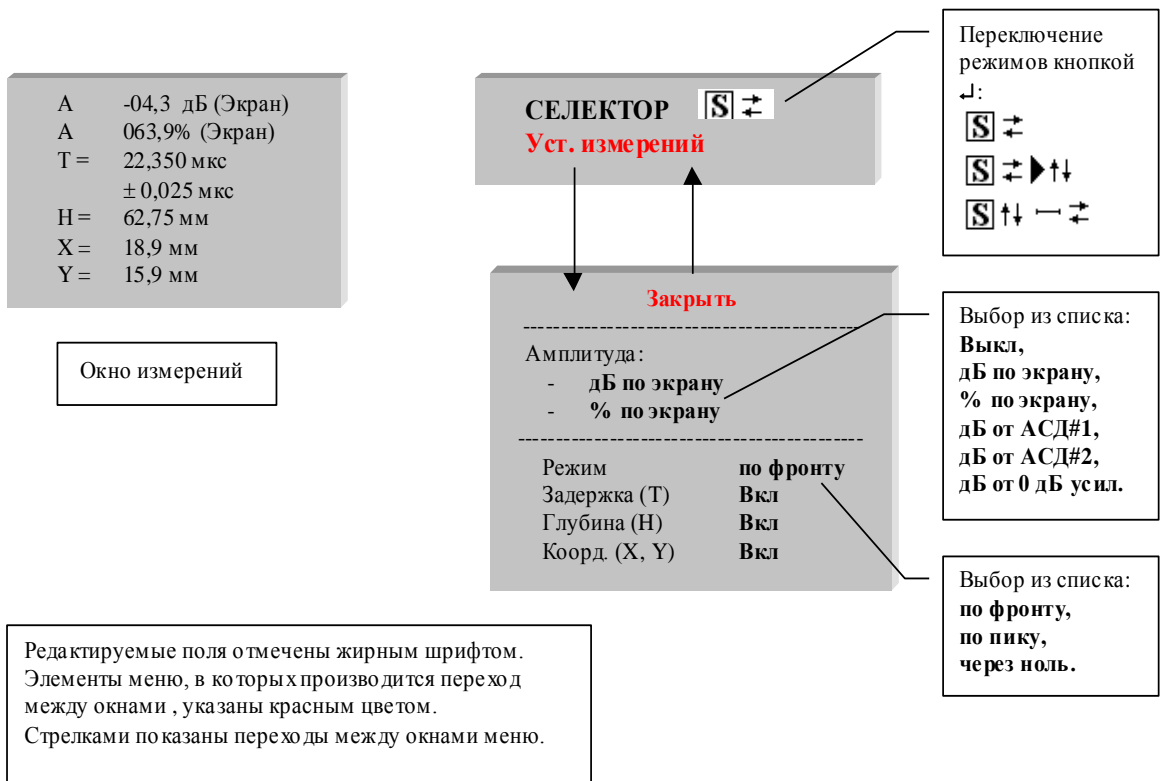 A -04,3 дБ (Экран)
A 063,9% (Экран)
T = 22,350 мкс
± 0,025 мкс
H = 62,75 мм
X = 18,9 мм
Y = 15,9 мм
Окно измерений
СЕЛЕКТОР S ⇄
Уст. измерений
Закрыть
Амплитуда:
- дБ по экрану
- % по экрану
Режим по фронту
Задержка (T) Вкл
Глубина (H) Вкл
Коорд. (X, Y) Вкл
Переключение
режимов кнопкой
↵:
S ⇄
S ⇄ ▶ ↑↓
S ↑↓ ↔ ⇄
Выбор из списка:
Выкл,
дБ по экрану,
% по экрану,
дБ от АСД#1,
дБ от АСД#2,
дБ от 0 дБ усил.
Выбор из списка:
по фронту,
по пику,
через ноль.
Редактируемые поля отмечены жирным шрифтом.
Элементы меню, в которых производится переход
между окнами , указаны красным цветом.
Стрелками показаны переходы между окнами меню.